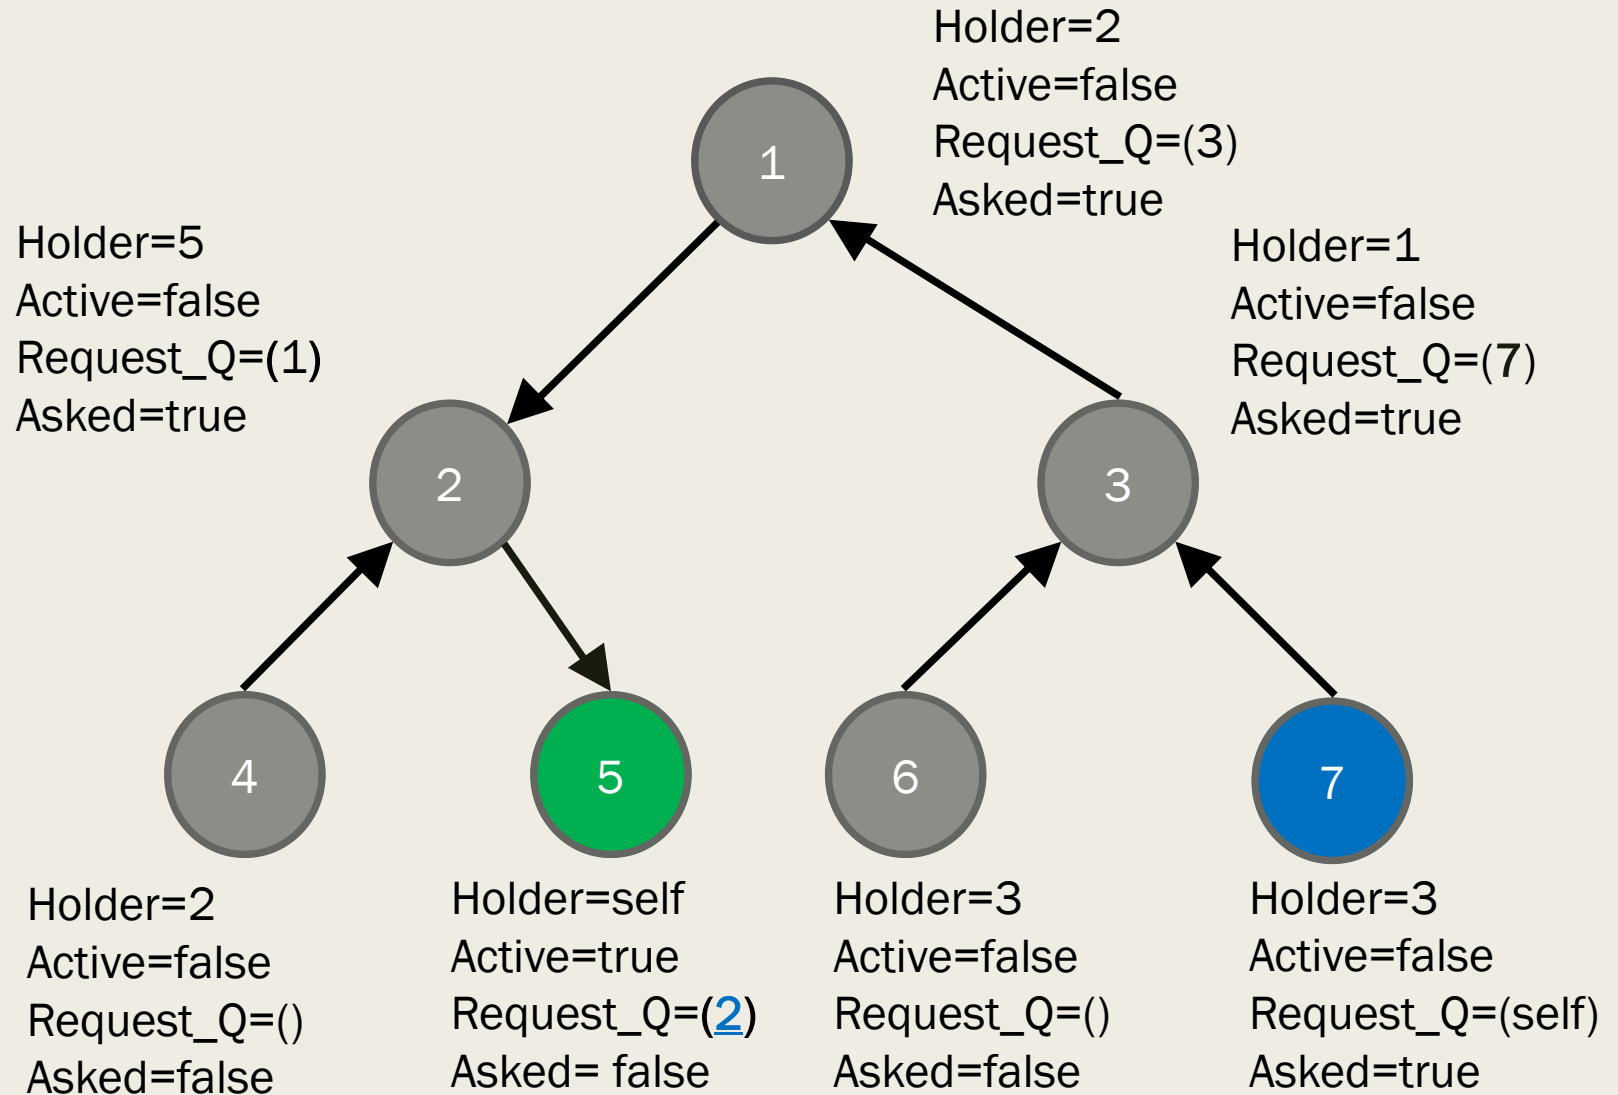 Holder=2
Active=false
Request_Q=(3)
Asked=true
1
Holder=5
Active=false
Request_Q=(1)
Asked=true
Holder=1
Active=false
Request_Q=(7)
Asked=true
2
3
4
5
6
7
Holder=2
Active=false
Request_Q=()
Asked=false
Holder=self
Active=true
Request_Q=(2)
Asked= false
Holder=3
Active=false
Request_Q=()
Asked=false
Holder=3
Active=false
Request_Q=(self)
Asked=true